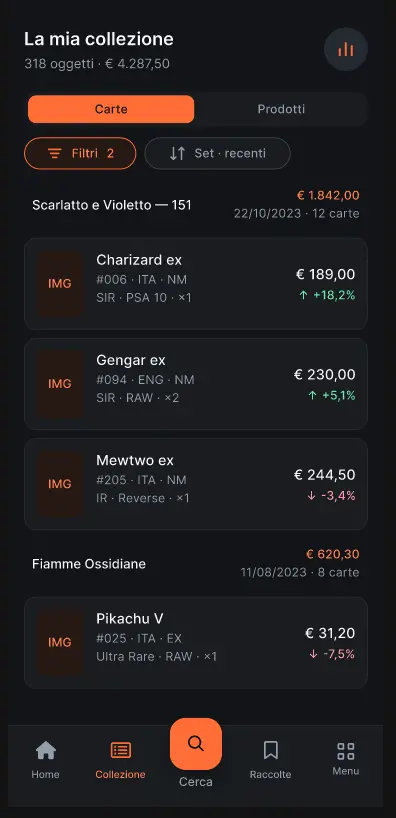 La mia collezione
318 oggetti · € 4.287,50
Carte
Prodotti
Filtri 2
Set · recenti
Scarlatto e Violetto — 151
€ 1.842,00
22/10/2023 · 12 carte
IMG
Charizard ex
#006 · ITA · NM
SIR · PSA 10 · ×1
€ 189,00
↑ +18,2%
IMG
Gengar ex
#094 · ENG · NM
SIR · RAW · ×2
€ 230,00
↑ +5,1%
IMG
Mewtwo ex
#205 · ITA · NM
IR · Reverse · ×1
€ 244,50
↓ -3,4%
Fiamme Ossidiane
€ 620,30
11/08/2023 · 8 carte
IMG
Pikachu V
#025 · ITA · EX
Ultra Rare · RAW · ×1
€ 31,20
↓ -7,5%
Home
Collezione
Cerca
Raccolte
Menu